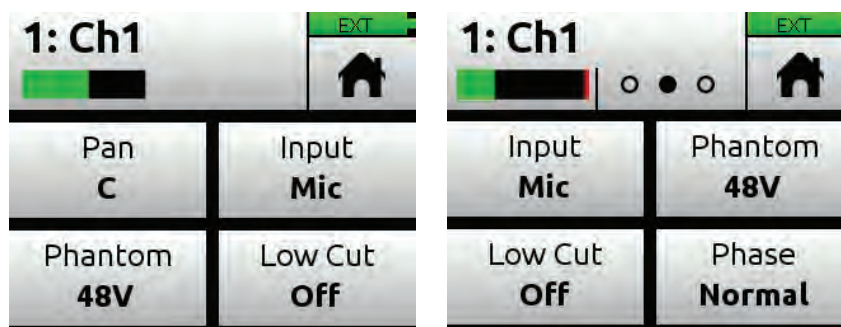 1: Ch1
EXT
Pan
C
Input
Mic
Phantom
48V
Low Cut
Off
1: Ch1
EXT
Input
Mic
Phantom
48V
Low Cut
Off
Phase
Normal